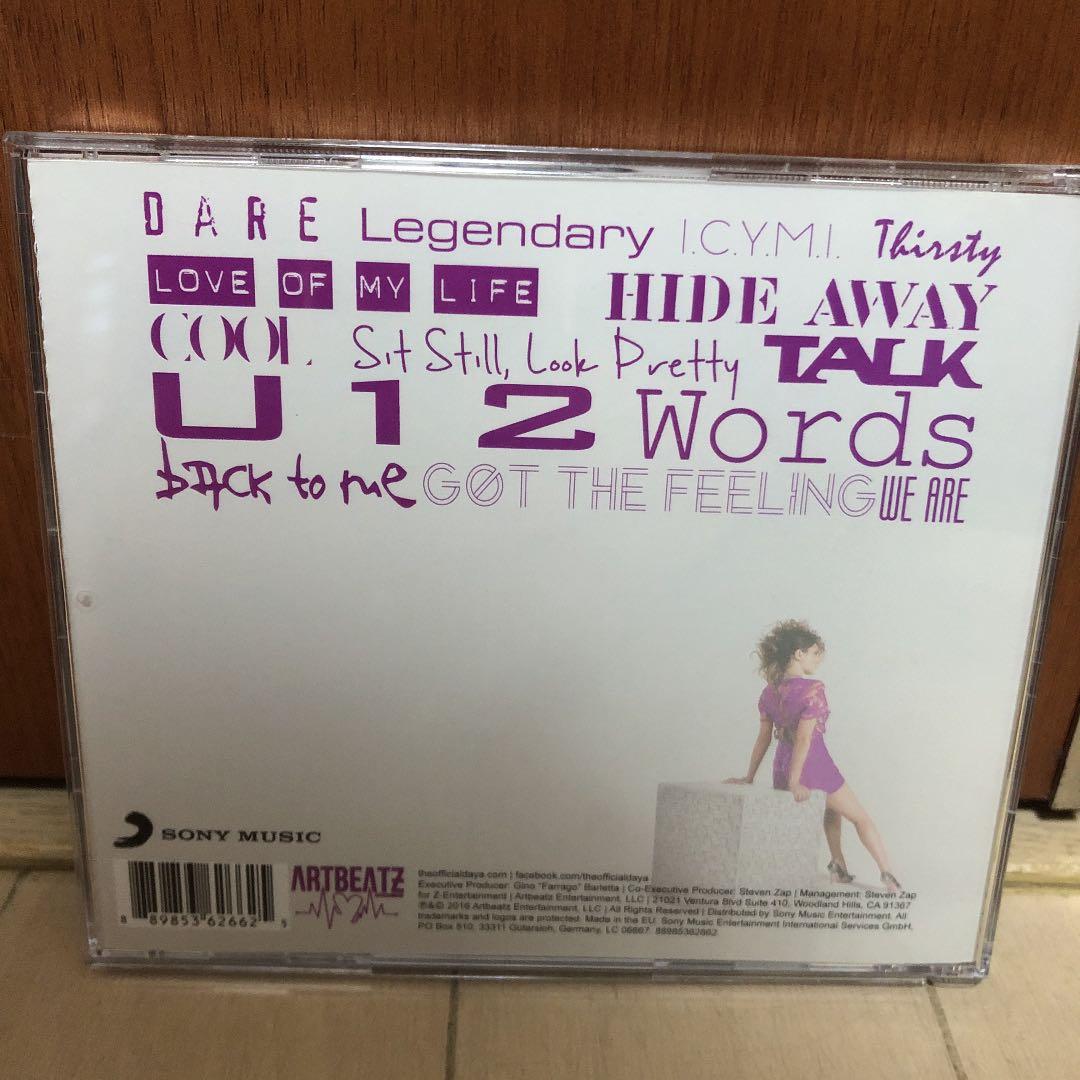 DARE Legendary I.C.Y.M.I. Thirsty
LOVE OF MY LIFE HIDE AWAY
COOL Sit Still, Look Pretty TALK
U12 Words
bACK to me GØT THE FEELING WE ARE
SONY MUSIC
ARTBEATZ
theofficialdaya.com | facebook.com/theofficialdaya
Executive Producer: Gino "Farrago" Barletta | Co-Executive Producer: Steven Zap | Management: Steven Zap
for Z-Entertainment | Artbeatz Entertainment, LLC | 21021 Ventura Blvd Suite 410, Woodland Hills, CA 91367
℗&© 2016 Artbeatz Entertainment, LLC | All Rights Reserved | Distributed by Sony Music Entertainment. All
trademarks and logos are protected. Made in the EU. Sony Music Entertainment International Services GmbH,
PO Box 510, 33311 Gütersloh, Germany, LC 06667. 88985362662
8 89853 62662 5